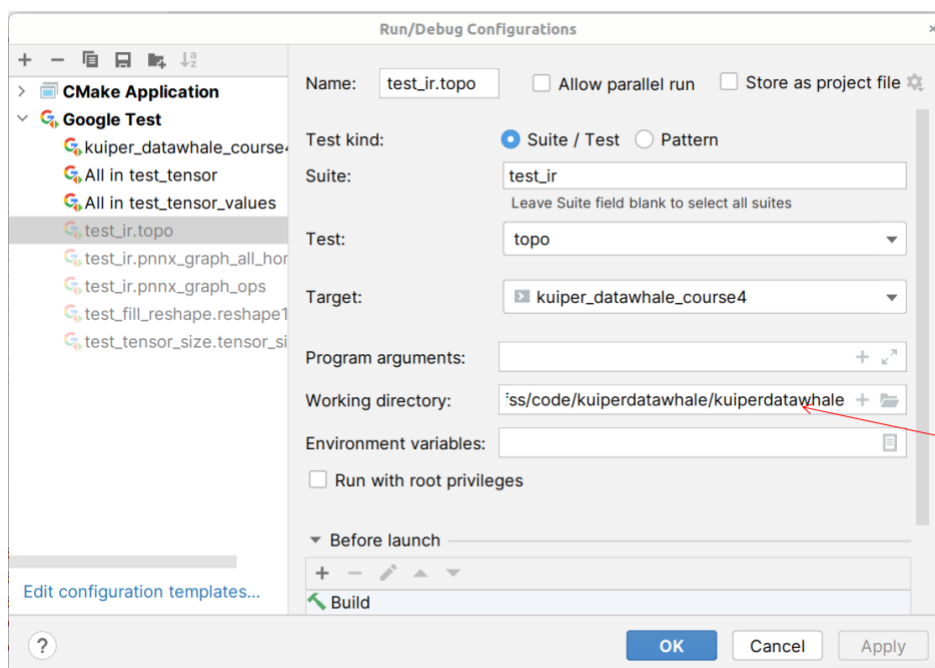 Run/Debug Configurations
Name: test_ir.topo Allow parallel run Store as project file
CMake Application
Google Test
kuiper_datawhale_course4
All in test_tensor
All in test_tensor_values
test_ir.topo
test_ir.pnnx_graph_all_hor
test_ir.pnnx_graph_ops
test_fill_reshape.reshape1
test_tensor_size.tensor_si
Edit configuration templates...
Test kind: Suite / Test Pattern
Suite: test_ir
Leave Suite field blank to select all suites
Test: topo
Target: kuiper_datawhale_course4
Program arguments:
Working directory: ss/code/kuiperdatawhale/kuiperdatawhale
Environment variables:
Run with root privileges
Before launch
Build
? OK Cancel Apply